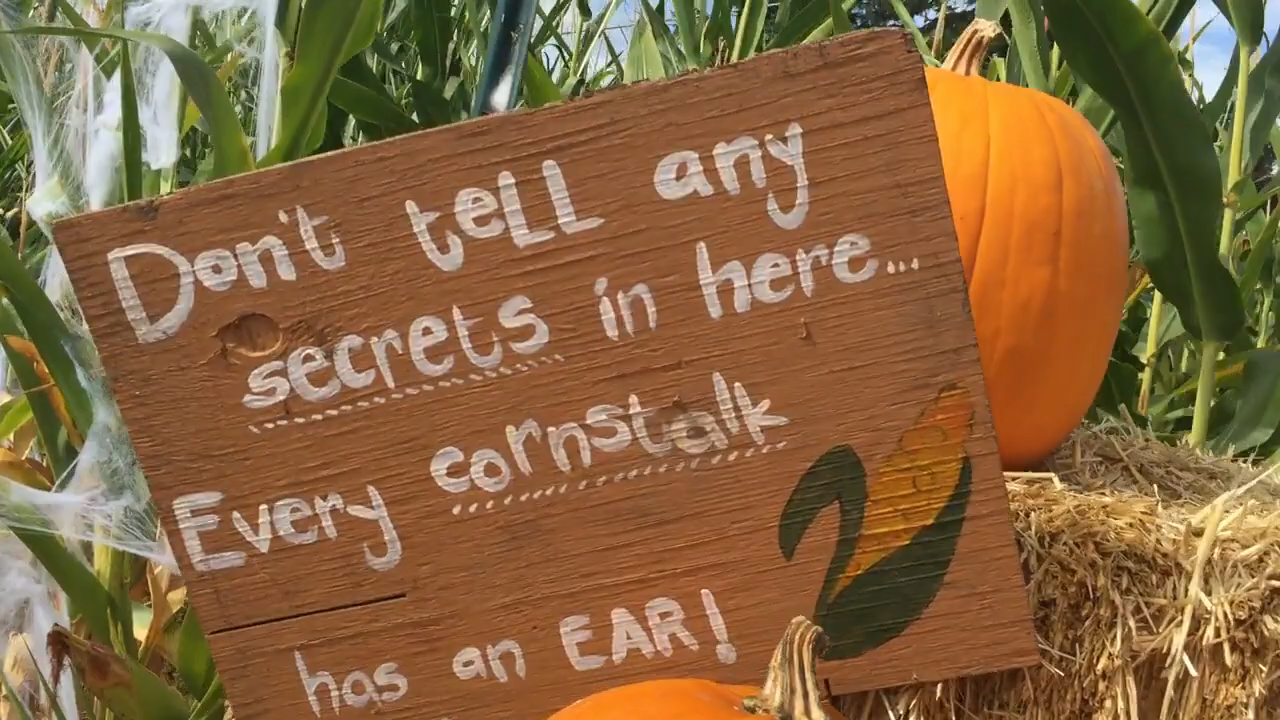 Don't teLL any
secrets in here...
Every cornstalk
has an EAR!